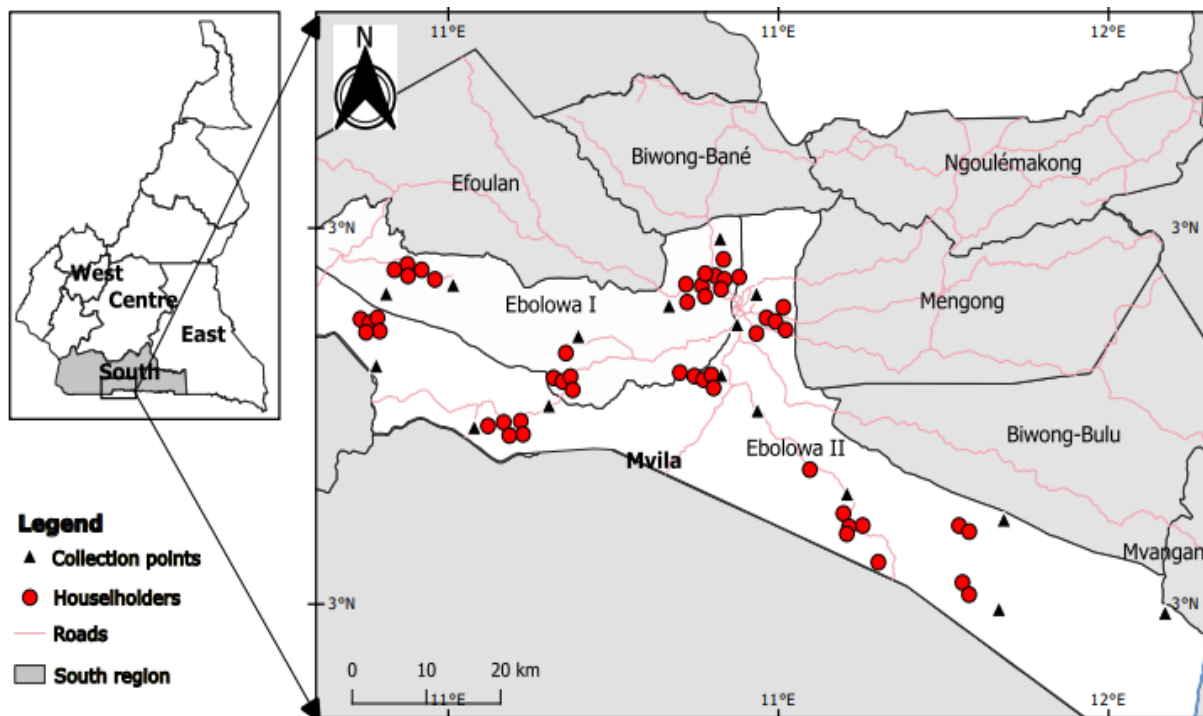 11°E
11°E
12°E
N
Biwong-Bané
Ngoulémakong
Efoulan
3°N
3°N
West
Centre
East
South
Ebolowa I
Mengong
Biwong-Bulu
Ebolowa II
Mvila
Mvangan
Legend
Collection points
Houselholders
Roads
South region
3°N
3°N
0 10 20 km
11°E
11°E
12°E